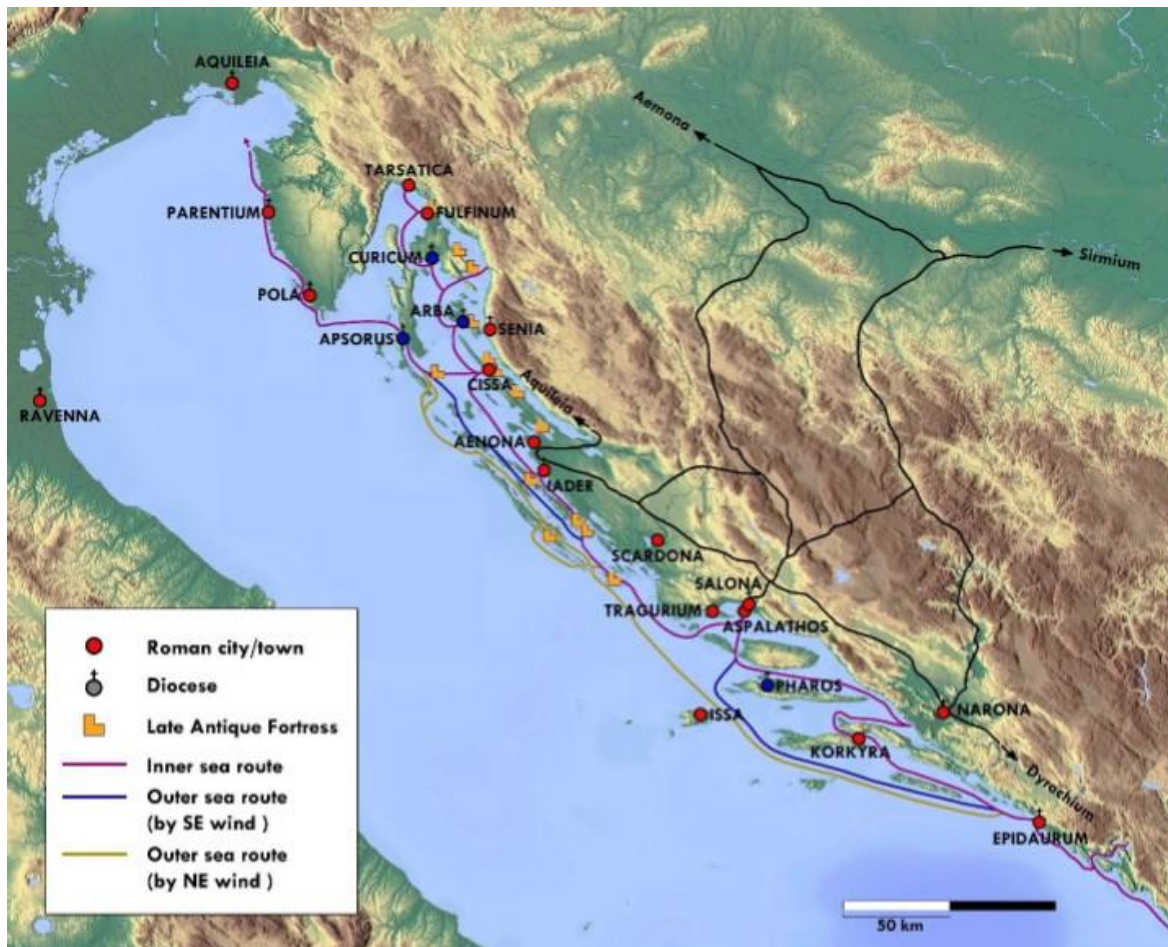 AQUILEIA
Aemona
TARSATICA
PARENTIUM
FULFINUM
CURICUM
Sirmium
POLA
ARBA
SENIA
APSORUS
CISSA
Aquileia
RAVENNA
AENONA
IADER
SCARDONA
SALONA
TRAGURIUM
ASPALATHOS
PHAROS
ISSA
NARONA
KORKYRA
Dyrachium
EPIDAURUM
Roman city/town
Diocese
Late Antique Fortress
Inner sea route
Outer sea route
(by SE wind )
Outer sea route
(by NE wind )
50 km